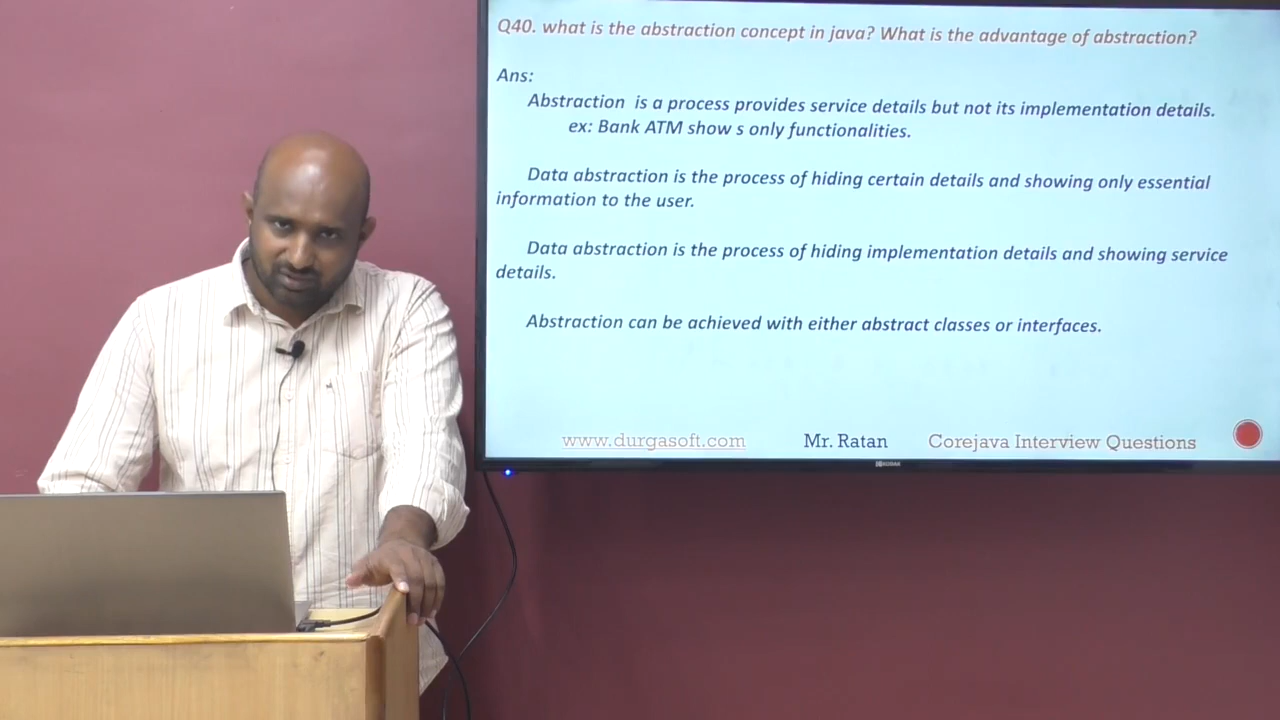 Q40. what is the abstraction concept in java? What is the advantage of abstraction?
Ans:
Abstraction is a process provides service details but not its implementation details.
ex: Bank ATM show s only functionalities.
Data abstraction is the process of hiding certain details and showing only essential
information to the user.
Data abstraction is the process of hiding implementation details and showing service
details.
Abstraction can be achieved with either abstract classes or interfaces.
www.durgasoft.com Mr. Ratan Corejava Interview Questions